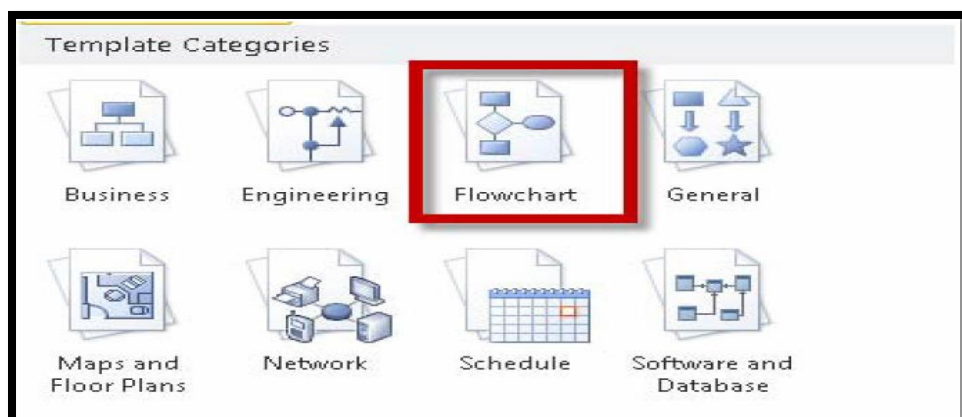 Template Categories
Business
Engineering
Flowchart
General
Maps and
Floor Plans
Network
Schedule
Software and
Database